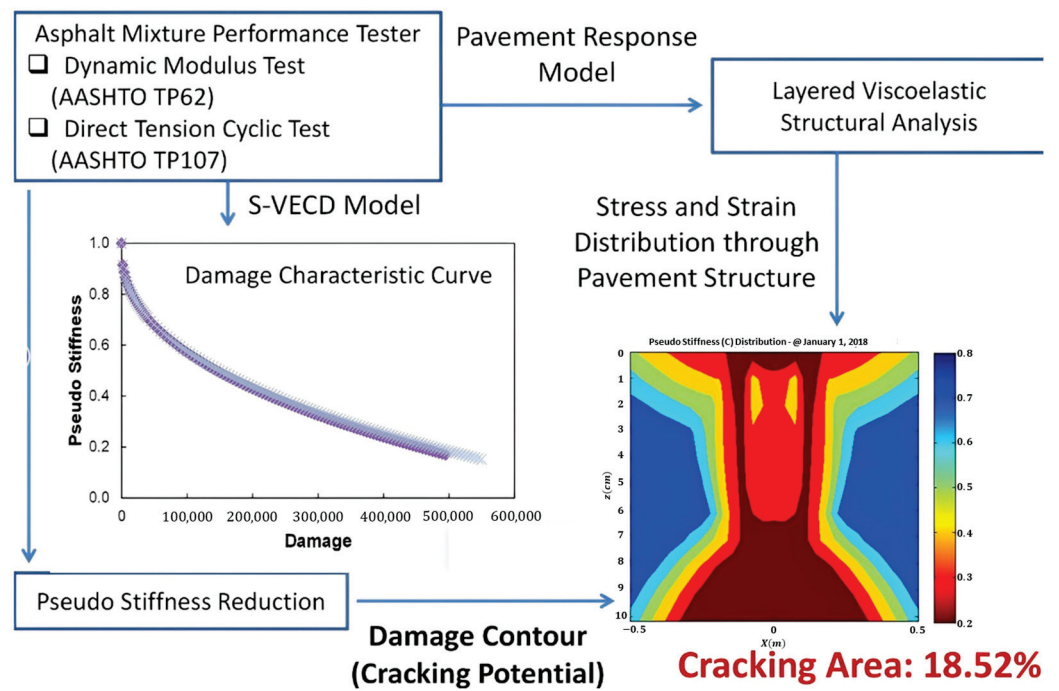 Asphalt Mixture Performance Tester
❑ Dynamic Modulus Test
(AASHTO TP62)
❑ Direct Tension Cyclic Test
(AASHTO TP107)
Pavement Response
Model
Layered Viscoelastic
Structural Analysis
S-VECD Model
Stress and Strain
Distribution through
Pavement Structure
Damage Characteristic Curve
Pseudo Stiffness
1.0
0.8
0.6
0.4
0.2
0.0
0
100,000
200,000
300,000
400,000
500,000
600,000
Damage
Pseudo Stiffness (C) Distribution - @ January 1, 2018
z(cm)
0
1
2
3
4
5
6
7
8
9
10
−0.5
0
0.5
X(m)
0.8
0.7
0.6
0.5
0.4
0.3
0.2
Pseudo Stiffness Reduction
Damage Contour
(Cracking Potential)
Cracking Area: 18.52%